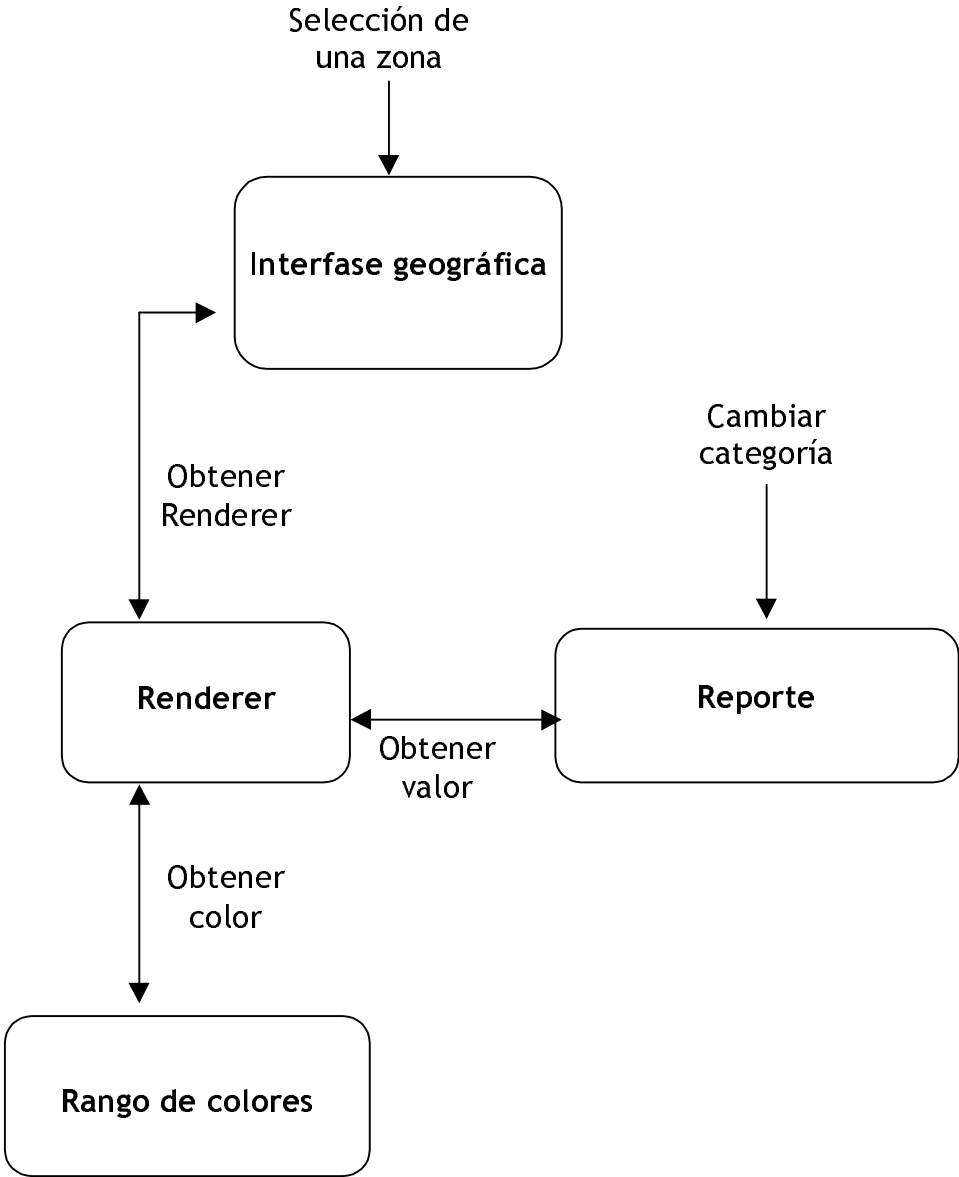 Selección de
una zona
Interfase geográfica
Cambiar
categoría
Obtener
Renderer
Renderer
Reporte
Obtener
valor
Obtener
color
Rango de colores